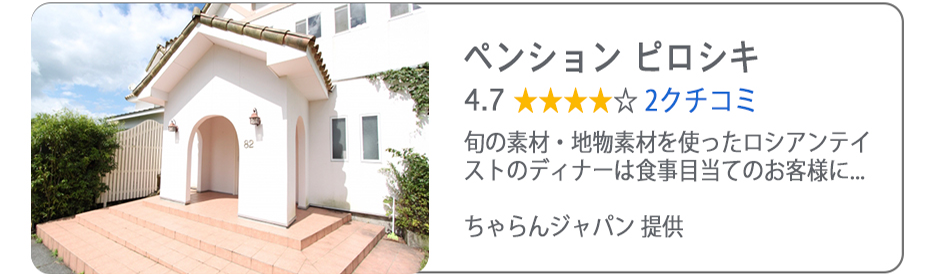 ペンション ピロシキ
4.7 ★★★★☆ 2クチコミ
旬の素材・地物素材を使ったロシアンテイ
ストのディナーは食事目当てのお客様に...
ちゃらんジャパン 提供
82